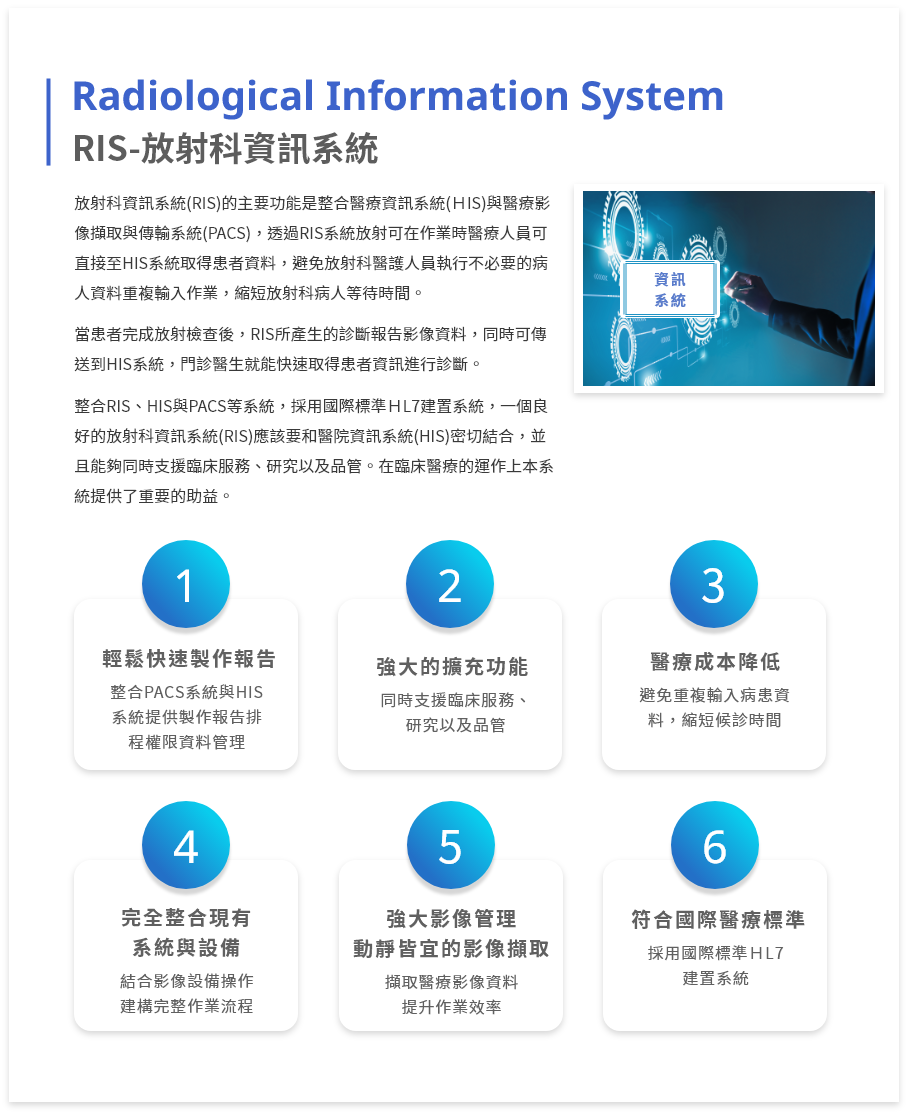 Radiological Information System
RIS-放射科資訊系統
放射科資訊系統(RIS)的主要功能是整合醫療資訊系統(HIS)與醫療影
像擷取與傳輸系統(PACS)，透過RIS系統放射可在作業時醫療人員可
直接至HIS系統取得患者資料，避免放射科醫護人員執行不必要的病
人資料重複輸入作業，縮短放射科病人等待時間。
當患者完成放射檢查後，RIS所產生的診斷報告影像資料，同時可傳
送到HIS系統，門診醫生就能快速取得患者資訊進行診斷。
整合RIS、HIS與PACS等系統，採用國際標準HL7建置系統，一個良
好的放射科資訊系統(RIS)應該要和醫院資訊系統(HIS)密切結合，並
且能夠同時支援臨床服務、研究以及品管。在臨床醫療的運作上本系
統提供了重要的助益。
資訊
系統
1
輕鬆快速製作報告
整合PACS系統與HIS
系統提供製作報告排
程權限資料管理
2
強大的擴充功能
同時支援臨床服務、
研究以及品管
3
醫療成本降低
避免重複輸入病患資
料，縮短候診時間
4
完全整合現有
系統與設備
結合影像設備操作
建構完整作業流程
5
強大影像管理
動靜皆宜的影像擷取
擷取醫療影像資料
提升作業效率
6
符合國際醫療標準
採用國際標準HL7
建置系統